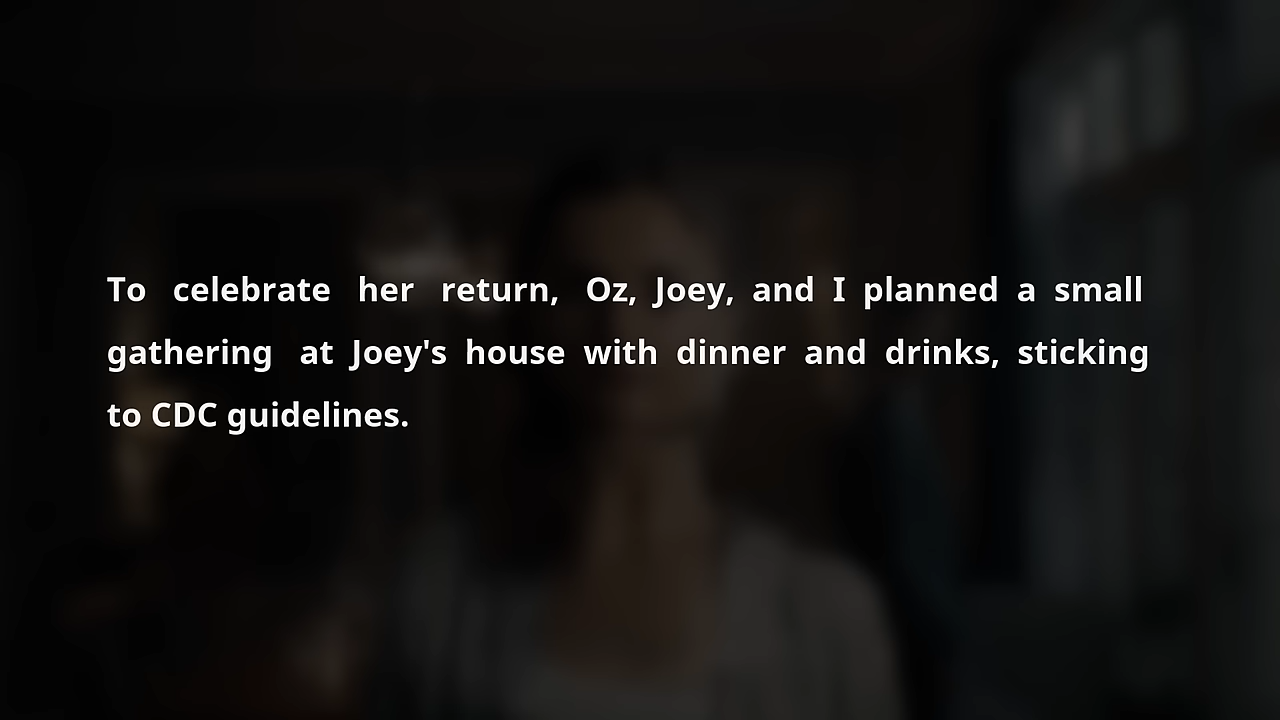 To celebrate her return, Oz, Joey, and I planned a small
gathering at Joey's house with dinner and drinks, sticking
to CDC guidelines.